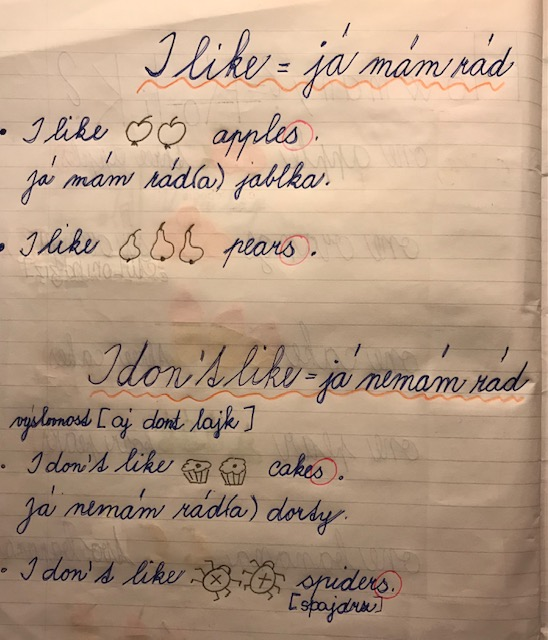 I like = já mám rád
• I like apples.
já mám rád(a) jablka.
• I like pears.
I don't like = já nemám rád
výslovnost [aj dont lajk]
• I don't like cakes.
Já nemám rád(a) dorty.
• I don't like spiders.